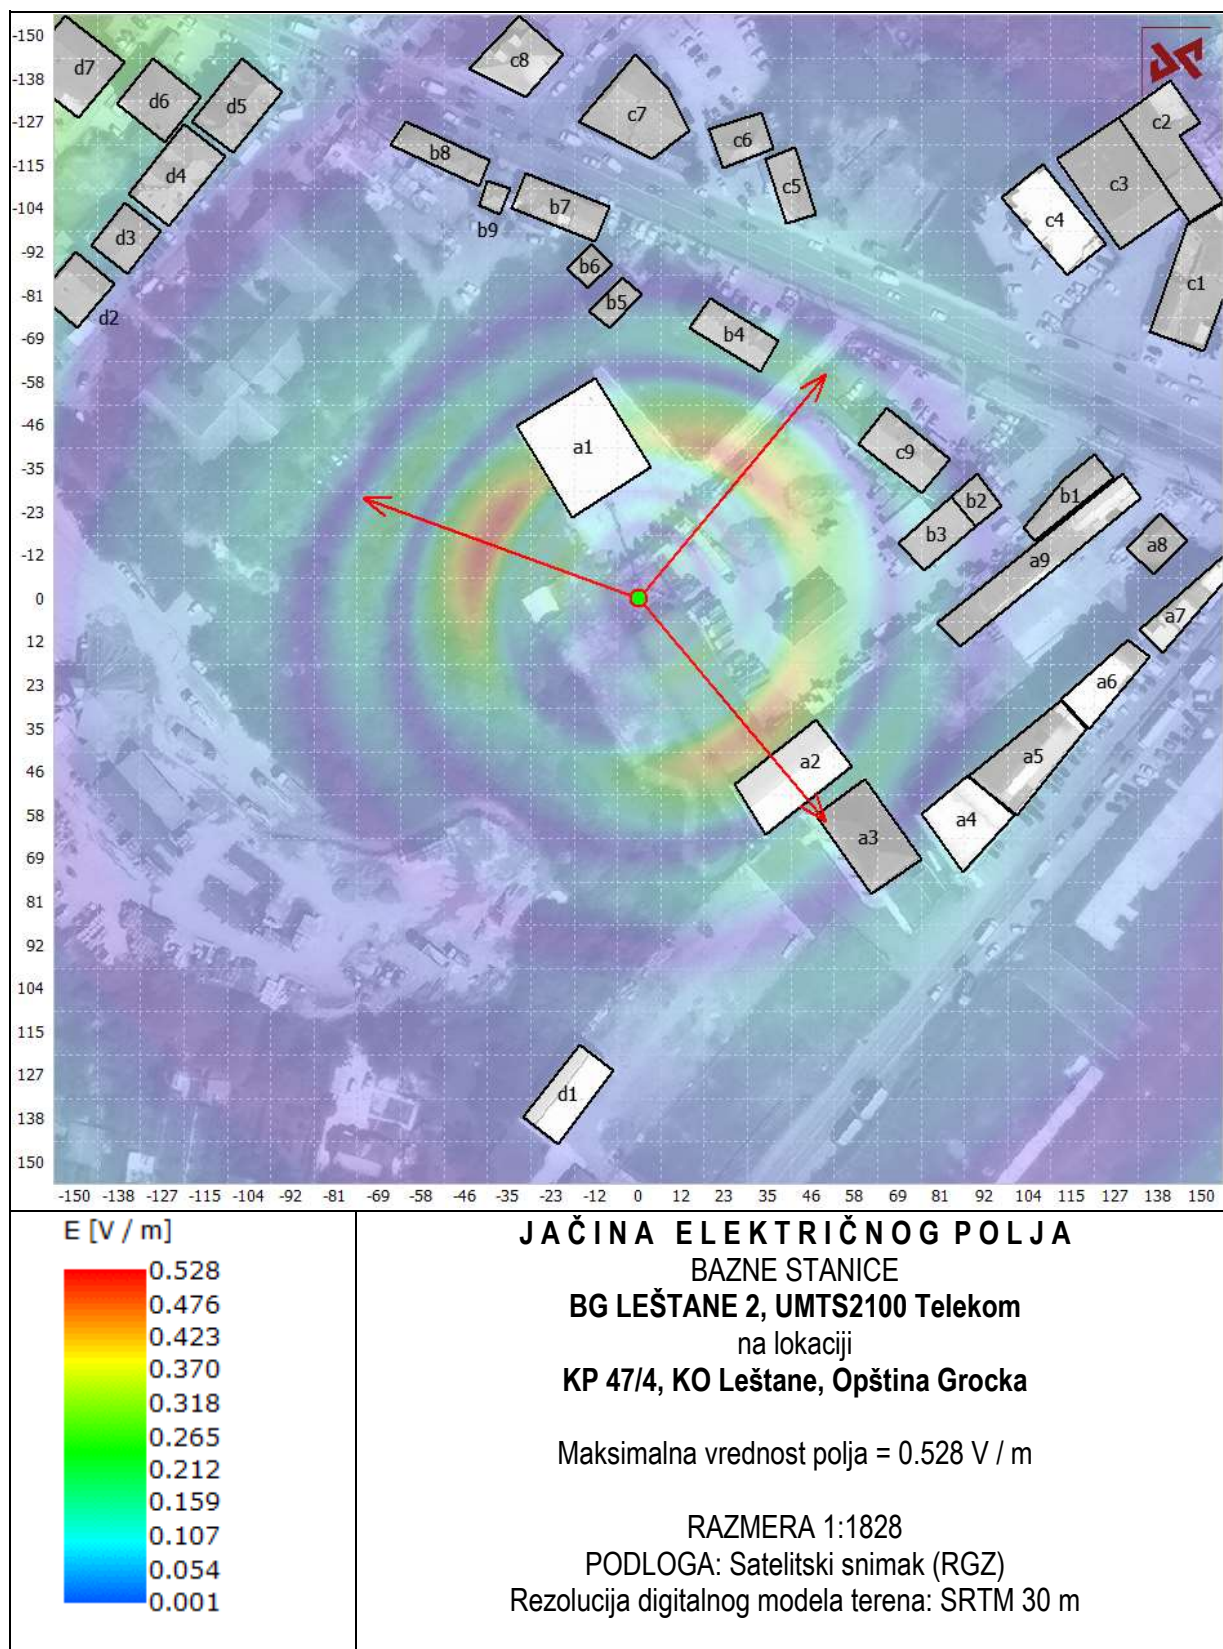 -150
-138
-127
-115
-104
-92
-81
-69
-58
-46
-35
-23
-12
0
12
23
35
46
58
69
81
92
104
115
127
138
150
d7
d6
d5
d4
d3
d2
c8
c7
c6
c5
b8
b9
b7
b6
b5
b4
c2
c3
c4
c1
a1
c9
b2
b3
b1
a9
a8
a7
a6
a5
a4
a2
a3
d1
-150 -138 -127 -115 -104 -92 -81 -69 -58 -46 -35 -23 -12 0 12 23 35 46 58 69 81 92 104 115 127 138 150
E [V / m]
0.528
0.476
0.423
0.370
0.318
0.265
0.212
0.159
0.107
0.054
0.001
JAČINA ELEKTRIČNOG POLJA
BAZNE STANICE
BG LEŠTANE 2, UMTS2100 Telekom
na lokaciji
KP 47/4, KO Leštane, Opština Grocka
Maksimalna vrednost polja = 0.528 V / m
RAZMERA 1:1828
PODLOGA: Satelitski snimak (RGZ)
Rezolucija digitalnog modela terena: SRTM 30 m